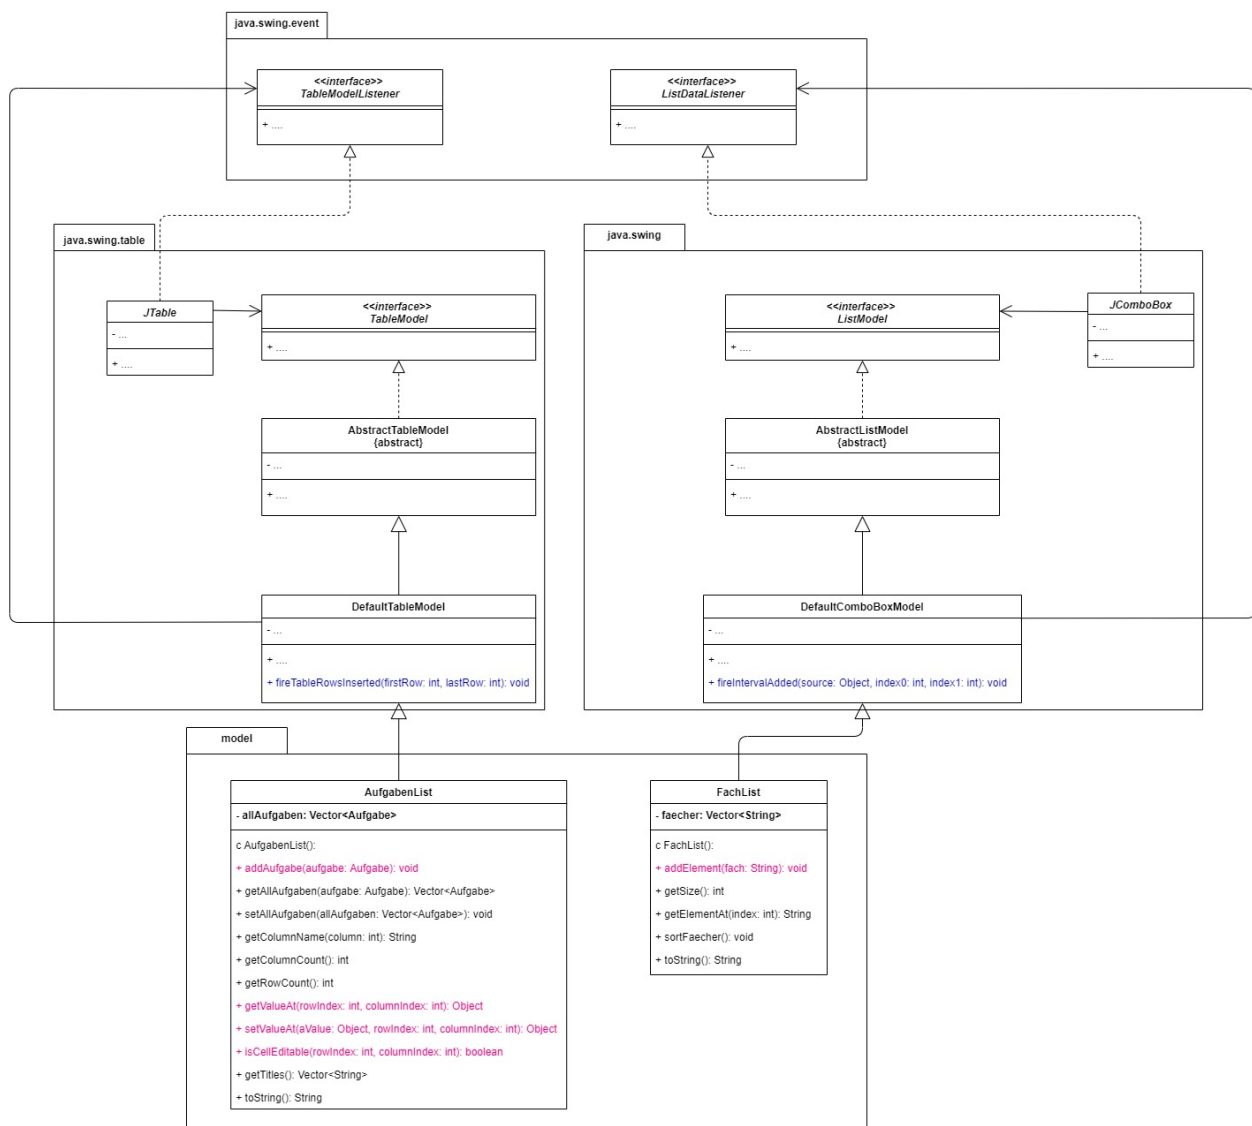 java.swing.event
<<interface>>
TableModelListener
+ ....
<<interface>>
ListDataListener
+ ....
java.swing.table
JTable
- ...
+ ....
<<interface>>
TableModel
+ ....
AbstractTableModel
{abstract}
- ...
+ ....
DefaultTableModel
- ...
+ ....
+ fireTableRowsInserted(firstRow: int, lastRow: int): void
java.swing
<<interface>>
ListModel
+ ....
JComboBox
- ...
+ ....
AbstractListModel
{abstract}
- ...
+ ....
DefaultComboBoxModel
- ...
+ ....
+ fireIntervalAdded(source: Object, index0: int, index1: int): void
model
AufgabenList
- allAufgaben: Vector<Aufgabe>
c AufgabenList():
+ addAufgabe(aufgabe: Aufgabe): void
+ getAllAufgaben(aufgabe: Aufgabe): Vector<Aufgabe>
+ setAllAufgaben(allAufgaben: Vector<Aufgabe>): void
+ getColumnName(column: int): String
+ getColumnCount(): int
+ getRowCount(): int
+ getValueAt(rowIndex: int, columnIndex: int): Object
+ setValueAt(aValue: Object, rowIndex: int, columnIndex: int): Object
+ isCellEditable(rowIndex: int, columnIndex: int): boolean
+ getTitles(): Vector<String>
+ toString(): String
FachList
- faecher: Vector<String>
c FachList():
+ addElement(fach: String): void
+ getSize(): int
+ getElementAt(index: int): String
+ sortFaecher(): void
+ toString(): String